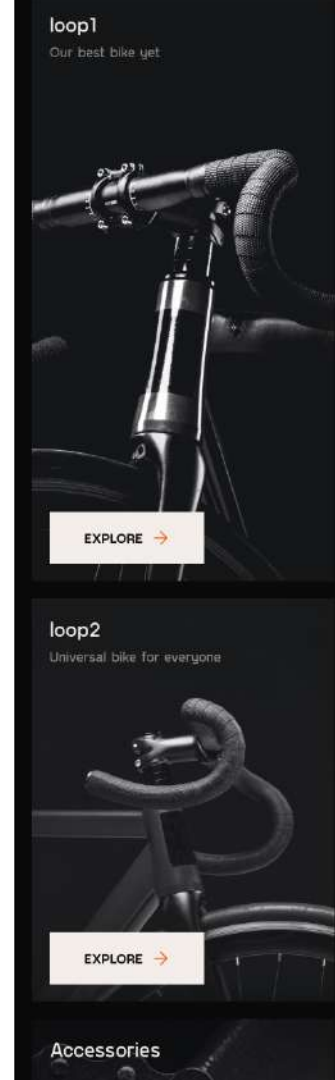 loop1
Our best bike yet
EXPLORE
loop2
Universal bike for everyone
EXPLORE
Accessories